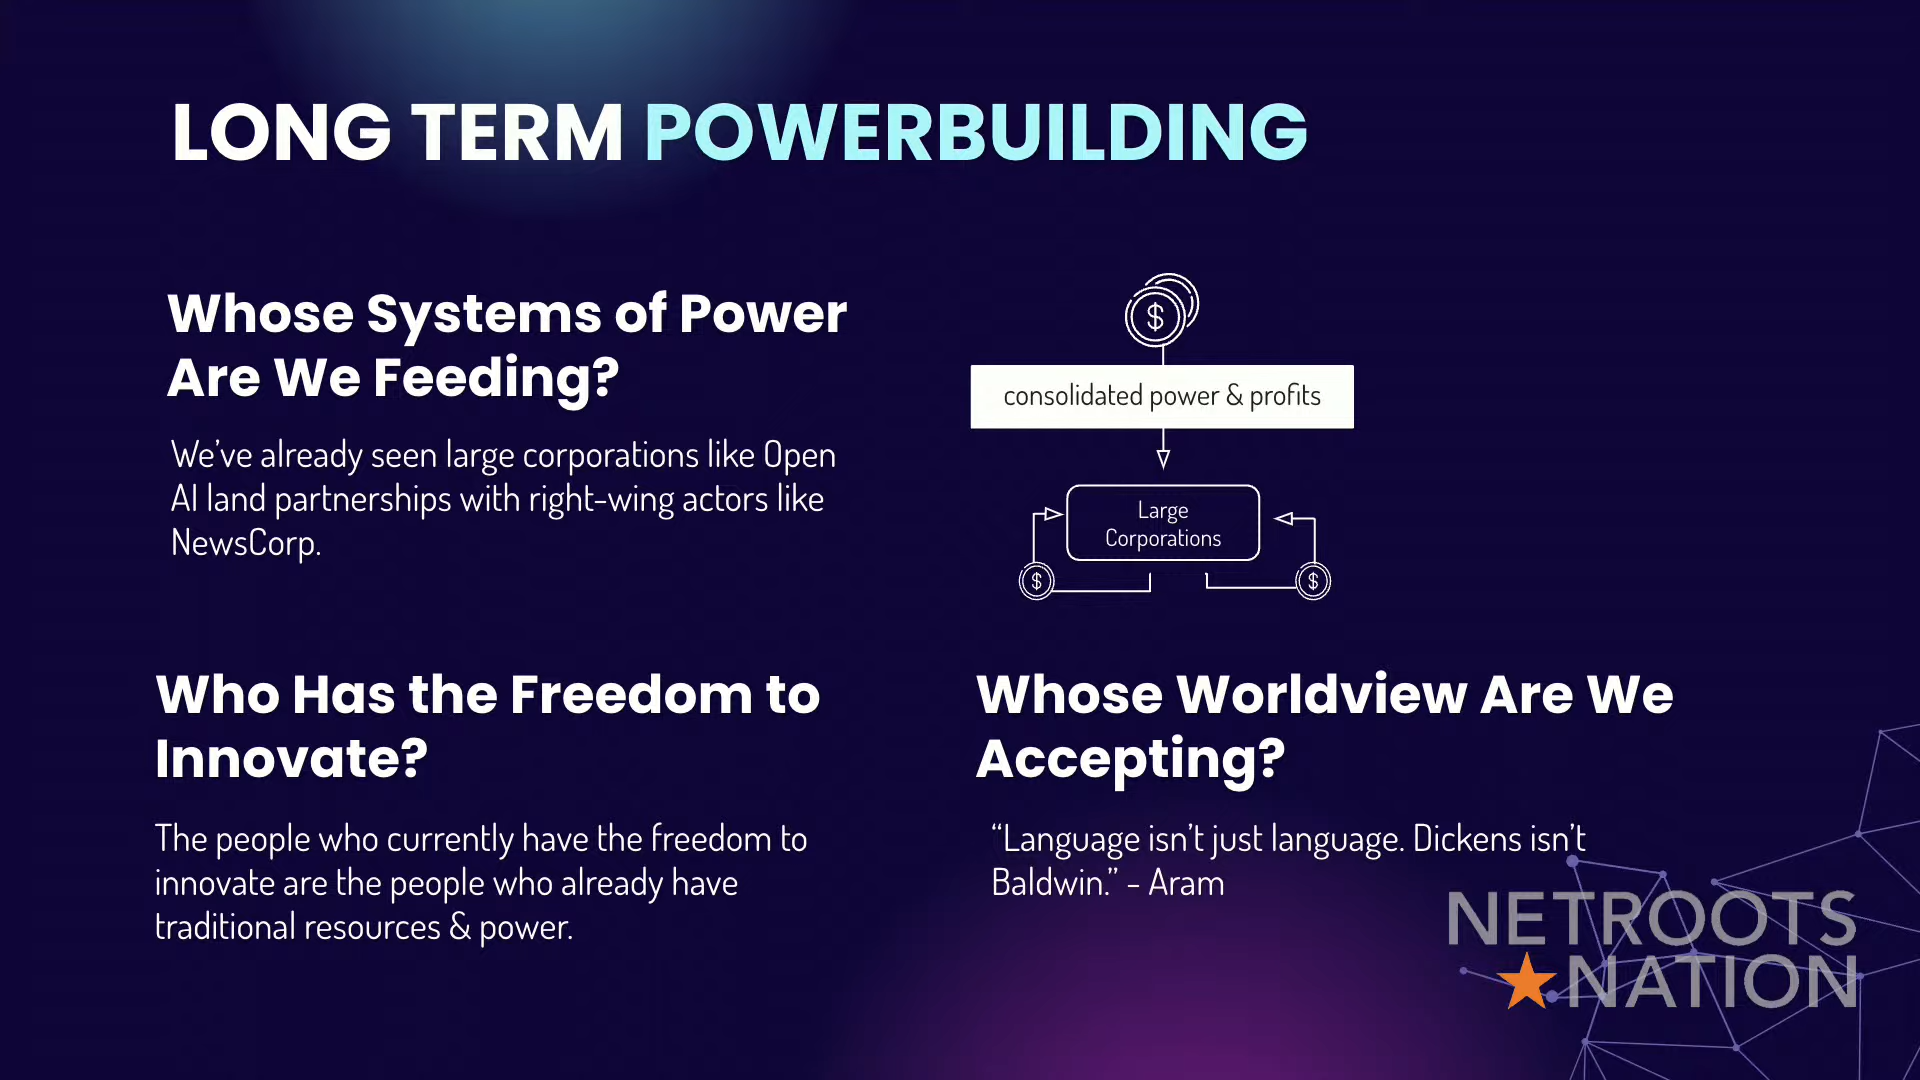 LONG TERM POWERBUILDING
Whose Systems of Power
Are We Feeding?
We've already seen large corporations like Open
AI land partnerships with right-wing actors like
NewsCorp.
$
consolidated power & profits
Large
Corporations
$
$
Who Has the Freedom to
Innovate?
The people who currently have the freedom to
innovate are the people who already have
traditional resources & power.
Whose Worldview Are We
Accepting?
“Language isn't just language. Dickens isn't
Baldwin.” - Aram
NETROOTS
NATION